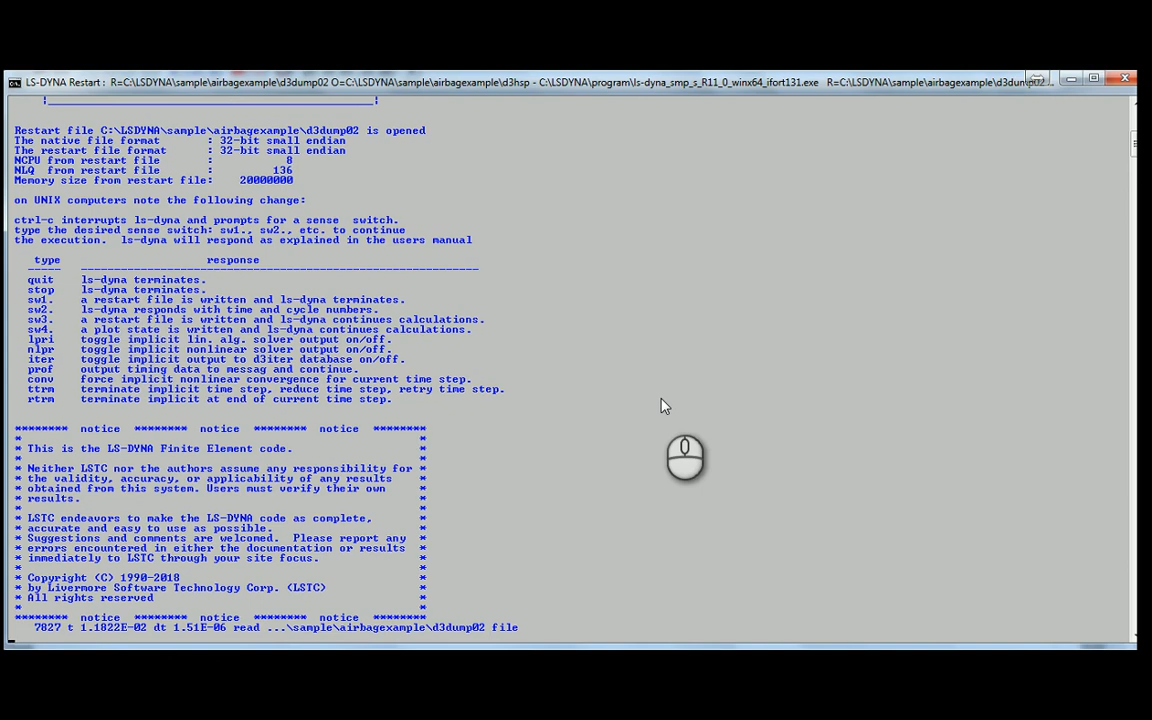 LS-DYNA Restart : R=C:\LSDYNA\sample\airbagexample\d3dump02 O=C:\LSDYNA\sample\airbagexample\d3hsp - C:\LSDYNA\program\ls-dyna_smp_s_R11_0_winx64_ifort131.exe R=C:\LSDYNA\sample\airbagexample\d3dump02...
Restart file C:\LSDYNA\sample\airbagexample\d3dump02 is opened
The native file format : 32-bit small endian
The restart file format : 32-bit small endian
NCPU from restart file : 8
NLQ from restart file : 136
Memory size from restart file: 20000000
on UNIX computers note the following change:
ctrl-c interrupts ls-dyna and prompts for a sense switch.
type the desired sense switch: sw1., sw2., etc. to continue
the execution. ls-dyna will respond as explained in the users manual
type response
----- ------------------------------------------------------------
quit ls-dyna terminates.
stop ls-dyna terminates.
sw1. a restart file is written and ls-dyna terminates.
sw2. ls-dyna responds with time and cycle numbers.
sw3. a restart file is written and ls-dyna continues calculations.
sw4. a plot state is written and ls-dyna continues calculations.
lpri toggle implicit lin. alg. solver output on/off.
nlpr toggle implicit nonlinear solver output on/off.
iter toggle implicit output to d3iter database on/off.
prof output timing data to messag and continue.
conv force implicit nonlinear convergence for current time step.
ttrm terminate implicit time step, reduce time step, retry time step.
rtrm terminate implicit at end of current time step.
******** notice ******** notice ******** notice ********
* *
* This is the LS-DYNA Finite Element code. *
* *
* Neither LSTC nor the authors assume any responsibility for *
* the validity, accuracy, or applicability of any results *
* obtained from this system. Users must verify their own *
* results. *
* *
* LSTC endeavors to make the LS-DYNA code as complete, *
* accurate and easy to use as possible. *
* Suggestions and comments are welcomed. Please report any *
* errors encountered in either the documentation or results *
* immediately to LSTC through your site focus. *
* *
* Copyright (C) 1990-2018 *
* by Livermore Software Technology Corp. (LSTC) *
* All rights reserved *
* *
******** notice ******** notice ******** notice ********
7827 t 1.1822E-02 dt 1.51E-06 read ...\sample\airbagexample\d3dump02 file